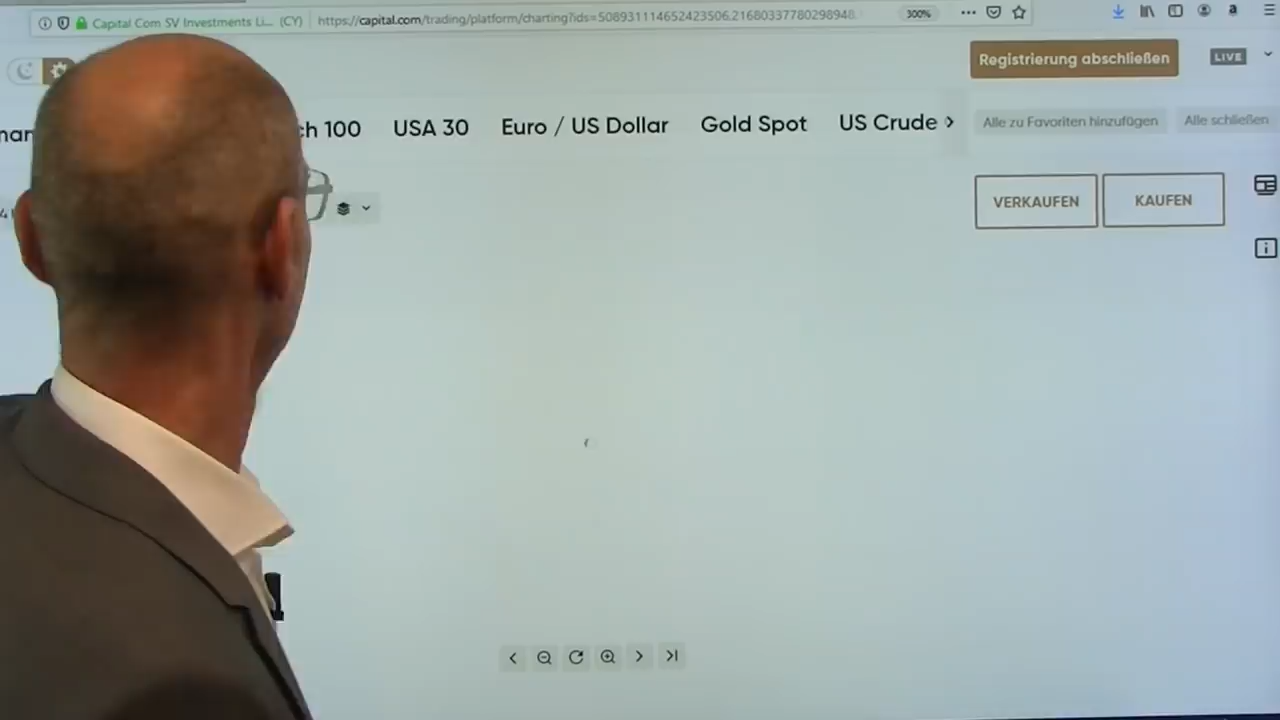 Capital Com SV Investments Li... (CY) https://capital.com/trading/platform/charting?ids=508931114652423506.21680337780298948. 300%
Registrierung abschließen LIVE
ch 100 USA 30 Euro / US Dollar Gold Spot US Crude Alle zu Favoriten hinzufügen Alle schließen
VERKAUFEN KAUFEN